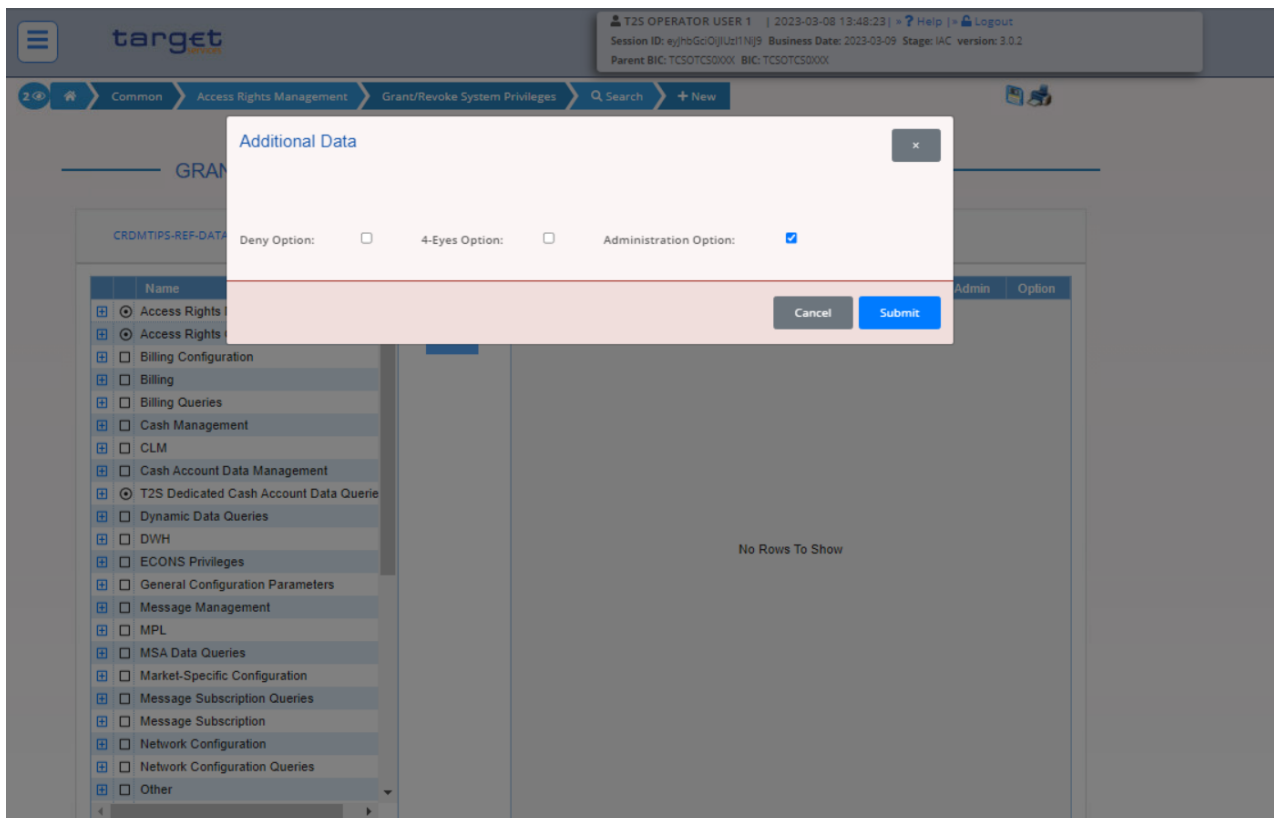 T2S OPERATOR USER 1 | 2023-03-08 13:48:23| » ? Help |» Logout
target
Session ID: eyJhbGciOiJIUzI1NiJ9 Business Date: 2023-03-09 Stage: IAC version: 3.0.2
Parent BIC: TCSOTCS0XXX BIC: TCSOTCS0XXX
2 Common Access Rights Management Grant/Revoke System Privileges Search + New
Additional Data
×
GRAN
CRDMTIPS-REF-DATA
Deny Option: 4-Eyes Option: Administration Option:
Name Admin Option
Cancel Submit
Access Rights
Access Rights
Billing Configuration
Billing
Billing Queries
Cash Management
CLM
Cash Account Data Management
T2S Dedicated Cash Account Data Querie
Dynamic Data Queries
DWH
No Rows To Show
ECONS Privileges
General Configuration Parameters
Message Management
MPL
MSA Data Queries
Market-Specific Configuration
Message Subscription Queries
Message Subscription
Network Configuration
Network Configuration Queries
Other